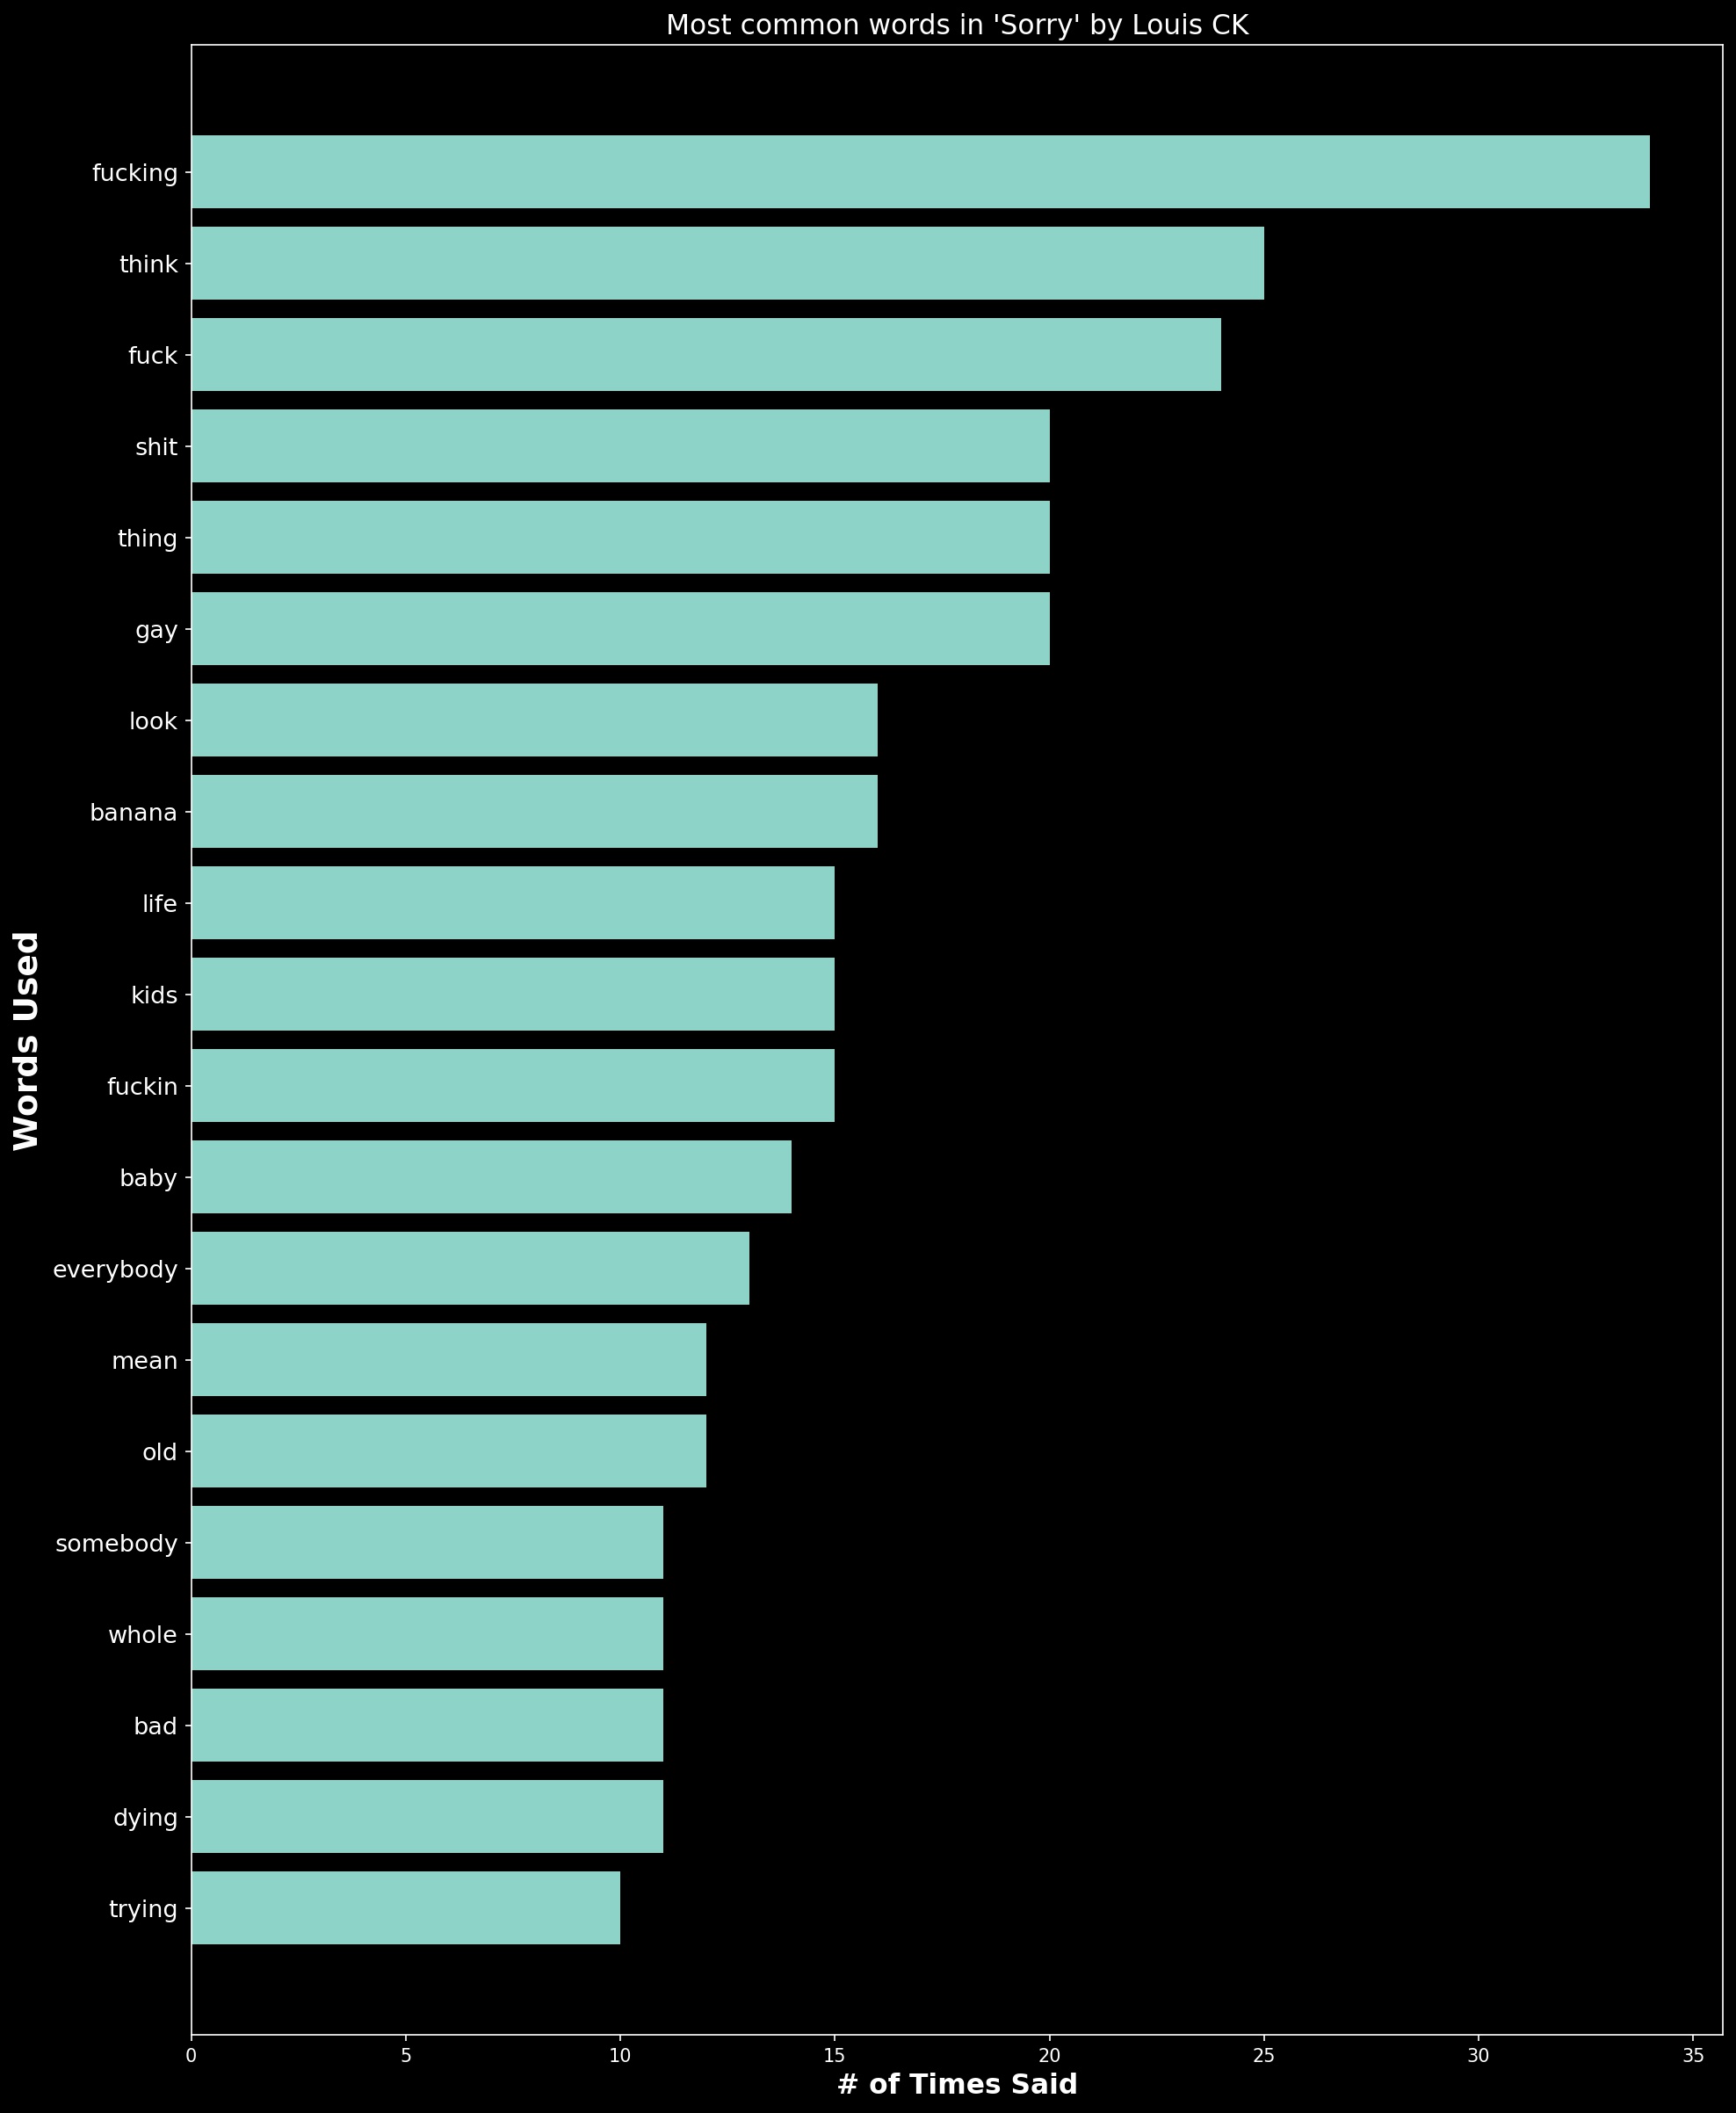 Most common words in 'Sorry' by Louis CK
fucking
think
fuck
shit
thing
gay
look
banana
life
kids
fuckin
baby
everybody
mean
old
somebody
whole
bad
dying
trying
Words Used
0 5 10 15 20 25 30 35
# of Times Said